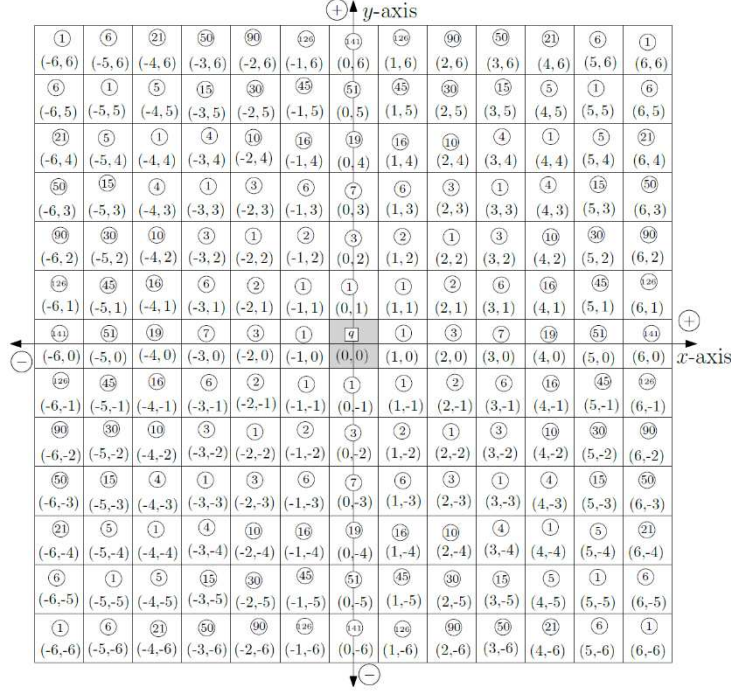 + y-axis
1 6 21 50 90 126 141 126 90 50 21 6 1
(-6, 6) (-5, 6) (-4, 6) (-3, 6) (-2, 6) (-1, 6) (0, 6) (1, 6) (2, 6) (3, 6) (4, 6) (5, 6) (6, 6)
6 1 5 15 30 45 51 45 30 15 5 1 6
(-6, 5) (-5, 5) (-4, 5) (-3, 5) (-2, 5) (-1, 5) (0, 5) (1, 5) (2, 5) (3, 5) (4, 5) (5, 5) (6, 5)
21 5 1 4 10 16 19 16 10 4 1 5 21
(-6, 4) (-5, 4) (-4, 4) (-3, 4) (-2, 4) (-1, 4) (0, 4) (1, 4) (2, 4) (3, 4) (4, 4) (5, 4) (6, 4)
50 15 4 1 3 6 7 6 3 1 4 15 50
(-6, 3) (-5, 3) (-4, 3) (-3, 3) (-2, 3) (-1, 3) (0, 3) (1, 3) (2, 3) (3, 3) (4, 3) (5, 3) (6, 3)
90 30 10 3 1 2 3 2 1 3 10 30 90
(-6, 2) (-5, 2) (-4, 2) (-3, 2) (-2, 2) (-1, 2) (0, 2) (1, 2) (2, 2) (3, 2) (4, 2) (5, 2) (6, 2)
126 45 16 6 2 1 1 1 2 6 16 45 126
(-6, 1) (-5, 1) (-4, 1) (-3, 1) (-2, 1) (-1, 1) (0, 1) (1, 1) (2, 1) (3, 1) (4, 1) (5, 1) (6, 1)
141 51 19 7 3 1 q 1 3 7 19 51 141 +
− (-6, 0) (-5, 0) (-4, 0) (-3, 0) (-2, 0) (-1, 0) (0, 0) (1, 0) (2, 0) (3, 0) (4, 0) (5, 0) (6, 0) x-axis
126 45 16 6 2 1 1 1 2 6 16 45 126
(-6,-1) (-5,-1) (-4,-1) (-3,-1) (-2,-1) (-1,-1) (0,-1) (1,-1) (2,-1) (3,-1) (4,-1) (5,-1) (6,-1)
90 30 10 3 1 2 3 2 1 3 10 30 90
(-6,-2) (-5,-2) (-4,-2) (-3,-2) (-2,-2) (-1,-2) (0,-2) (1,-2) (2,-2) (3,-2) (4,-2) (5,-2) (6,-2)
50 15 4 1 3 6 7 6 3 1 4 15 50
(-6,-3) (-5,-3) (-4,-3) (-3,-3) (-2,-3) (-1,-3) (0,-3) (1,-3) (2,-3) (3,-3) (4,-3) (5,-3) (6,-3)
21 5 1 4 10 16 19 16 10 4 1 5 21
(-6,-4) (-5,-4) (-4,-4) (-3,-4) (-2,-4) (-1,-4) (0,-4) (1,-4) (2,-4) (3,-4) (4,-4) (5,-4) (6,-4)
6 1 5 15 30 45 51 45 30 15 5 1 6
(-6,-5) (-5,-5) (-4,-5) (-3,-5) (-2,-5) (-1,-5) (0,-5) (1,-5) (2,-5) (3,-5) (4,-5) (5,-5) (6,-5)
1 6 21 50 90 126 141 126 90 50 21 6 1
(-6,-6) (-5,-6) (-4,-6) (-3,-6) (-2,-6) (-1,-6) (0,-6) (1,-6) (2,-6) (3,-6) (4,-6) (5,-6) (6,-6)
−